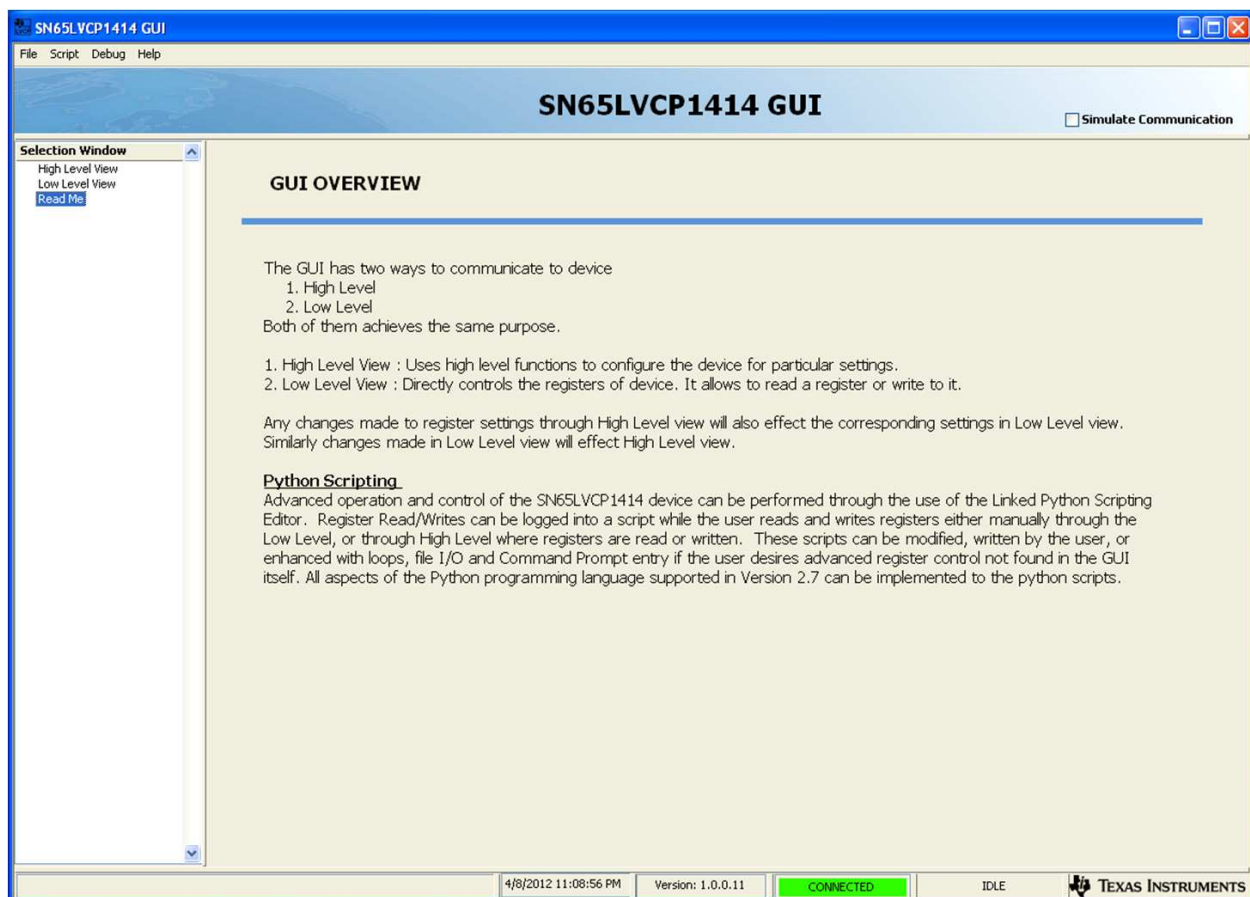 SN65LVCP1414 GUI
File Script Debug Help
SN65LVCP1414 GUI
Simulate Communication
Selection Window
High Level View
Low Level View
Read Me
GUI OVERVIEW
The GUI has two ways to communicate to device
1. High Level
2. Low Level
Both of them achieves the same purpose.
1. High Level View : Uses high level functions to configure the device for particular settings.
2. Low Level View : Directly controls the registers of device. It allows to read a register or write to it.
Any changes made to register settings through High Level view will also effect the corresponding settings in Low Level view.
Similarly changes made in Low Level view will effect High Level view.
Python Scripting
Advanced operation and control of the SN65LVCP1414 device can be performed through the use of the Linked Python Scripting
Editor. Register Read/Writes can be logged into a script while the user reads and writes registers either manually through the
Low Level, or through High Level where registers are read or written. These scripts can be modified, written by the user, or
enhanced with loops, file I/O and Command Prompt entry if the user desires advanced register control not found in the GUI
itself. All aspects of the Python programming language supported in Version 2.7 can be implemented to the python scripts.
4/8/2012 11:08:56 PM Version: 1.0.0.11 CONNECTED IDLE TEXAS INSTRUMENTS